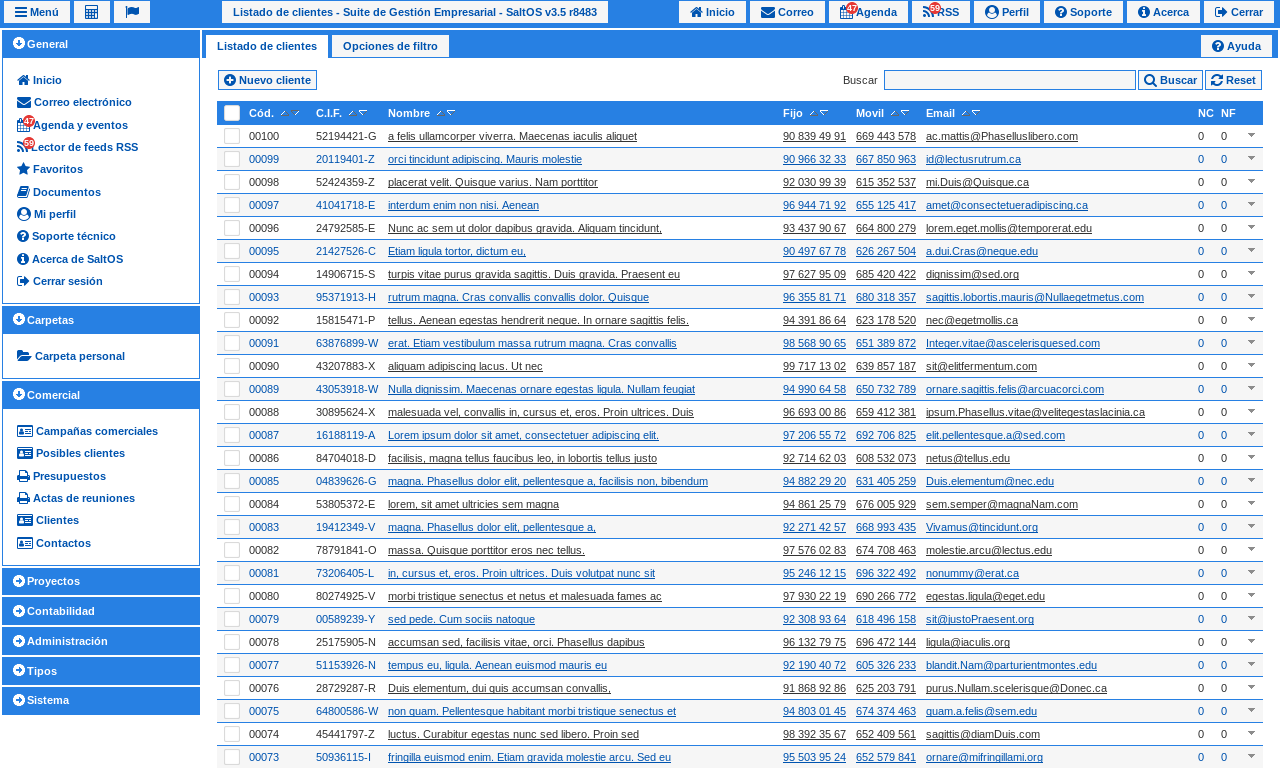 Menú
Listado de clientes - Suite de Gestión Empresarial - SaltOS v3.5 r8483
Inicio Correo 47 Agenda 59 RSS Perfil Soporte Acerca Cerrar
General
Inicio
Correo electrónico
47 Agenda y eventos
59 Lector de feeds RSS
Favoritos
Documentos
Mi perfil
Soporte técnico
Acerca de SaltOS
Cerrar sesión
Carpetas
Carpeta personal
Comercial
Campañas comerciales
Posibles clientes
Presupuestos
Actas de reuniones
Clientes
Contactos
Proyectos
Contabilidad
Administración
Tipos
Sistema
Listado de clientes Opciones de filtro Ayuda
Nuevo cliente Buscar Buscar Reset
Cód. C.I.F. Nombre Fijo Movil Email NC NF
00100 52194421-G a felis ullamcorper viverra. Maecenas iaculis aliquet 90 839 49 91 669 443 578 ac.mattis@Phaselluslibero.com 0 0
00099 20119401-Z orci tincidunt adipiscing. Mauris molestie 90 966 32 33 667 850 963 id@lectusrutrum.ca 0 0
00098 52424359-Z placerat velit. Quisque varius. Nam porttitor 92 030 99 39 615 352 537 mi.Duis@Quisque.ca 0 0
00097 41041718-E interdum enim non nisi. Aenean 96 944 71 92 655 125 417 amet@consectetueradipiscing.ca 0 0
00096 24792585-E Nunc ac sem ut dolor dapibus gravida. Aliquam tincidunt, 93 437 90 67 664 800 279 lorem.eget.mollis@temporerat.edu 0 0
00095 21427526-C Etiam ligula tortor, dictum eu, 90 497 67 78 626 267 504 a.dui.Cras@neque.edu 0 0
00094 14906715-S turpis vitae purus gravida sagittis. Duis gravida. Praesent eu 97 627 95 09 685 420 422 dignissim@sed.org 0 0
00093 95371913-H rutrum magna. Cras convallis convallis dolor. Quisque 96 355 81 71 680 318 357 sagittis.lobortis.mauris@Nullaegetmetus.com 0 0
00092 15815471-P tellus. Aenean egestas hendrerit neque. In ornare sagittis felis. 94 391 86 64 623 178 520 nec@egetmollis.ca 0 0
00091 63876899-W erat. Etiam vestibulum massa rutrum magna. Cras convallis 98 568 90 65 651 389 872 Integer.vitae@ascelerisquesed.com 0 0
00090 43207883-X aliquam adipiscing lacus. Ut nec 99 717 13 02 639 857 187 sit@elitfermentum.com 0 0
00089 43053918-W Nulla dignissim. Maecenas ornare egestas ligula. Nullam feugiat 94 990 64 58 650 732 789 ornare.sagittis.felis@arcuacorci.com 0 0
00088 30895624-X malesuada vel, convallis in, cursus et, eros. Proin ultrices. Duis 96 693 00 86 659 412 381 ipsum.Phasellus.vitae@velitegestaslacinia.ca 0 0
00087 16188119-A Lorem ipsum dolor sit amet, consectetuer adipiscing elit. 97 206 55 72 692 706 825 elit.pellentesque.a@sed.com 0 0
00086 84704018-D facilisis, magna tellus faucibus leo, in lobortis tellus justo 92 714 62 03 608 532 073 netus@tellus.edu 0 0
00085 04839626-G magna. Phasellus dolor elit, pellentesque a, facilisis non, bibendum 94 882 29 20 631 405 259 Duis.elementum@nec.edu 0 0
00084 53805372-E lorem, sit amet ultricies sem magna 94 861 25 79 676 005 929 sem.semper@magnaNam.com 0 0
00083 19412349-V magna. Phasellus dolor elit, pellentesque a, 92 271 42 57 668 993 435 Vivamus@tincidunt.org 0 0
00082 78791841-O massa. Quisque porttitor eros nec tellus. 97 576 02 83 674 708 463 molestie.arcu@lectus.edu 0 0
00081 73206405-L in, cursus et, eros. Proin ultrices. Duis volutpat nunc sit 95 246 12 15 696 322 492 nonummy@erat.ca 0 0
00080 80274925-V morbi tristique senectus et netus et malesuada fames ac 97 930 22 19 690 266 772 egestas.ligula@eget.edu 0 0
00079 00589239-Y sed pede. Cum sociis natoque 92 308 93 64 618 496 158 sit@justoPraesent.org 0 0
00078 25175905-N accumsan sed, facilisis vitae, orci. Phasellus dapibus 96 132 79 75 696 472 144 ligula@iaculis.org 0 0
00077 51153926-N tempus eu, ligula. Aenean euismod mauris eu 92 190 40 72 605 326 233 blandit.Nam@parturientmontes.edu 0 0
00076 28729287-R Duis elementum, dui quis accumsan convallis, 91 868 92 86 625 203 791 purus.Nullam.scelerisque@Donec.ca 0 0
00075 64800586-W non quam. Pellentesque habitant morbi tristique senectus et 94 803 01 45 674 374 463 quam.a.felis@sem.edu 0 0
00074 45441797-Z luctus. Curabitur egestas nunc sed libero. Proin sed 98 392 35 67 652 409 561 sagittis@diamDuis.com 0 0
00073 50936115-I fringilla euismod enim. Etiam gravida molestie arcu. Sed eu 95 503 95 24 652 579 841 ornare@mifringillami.org 0 0